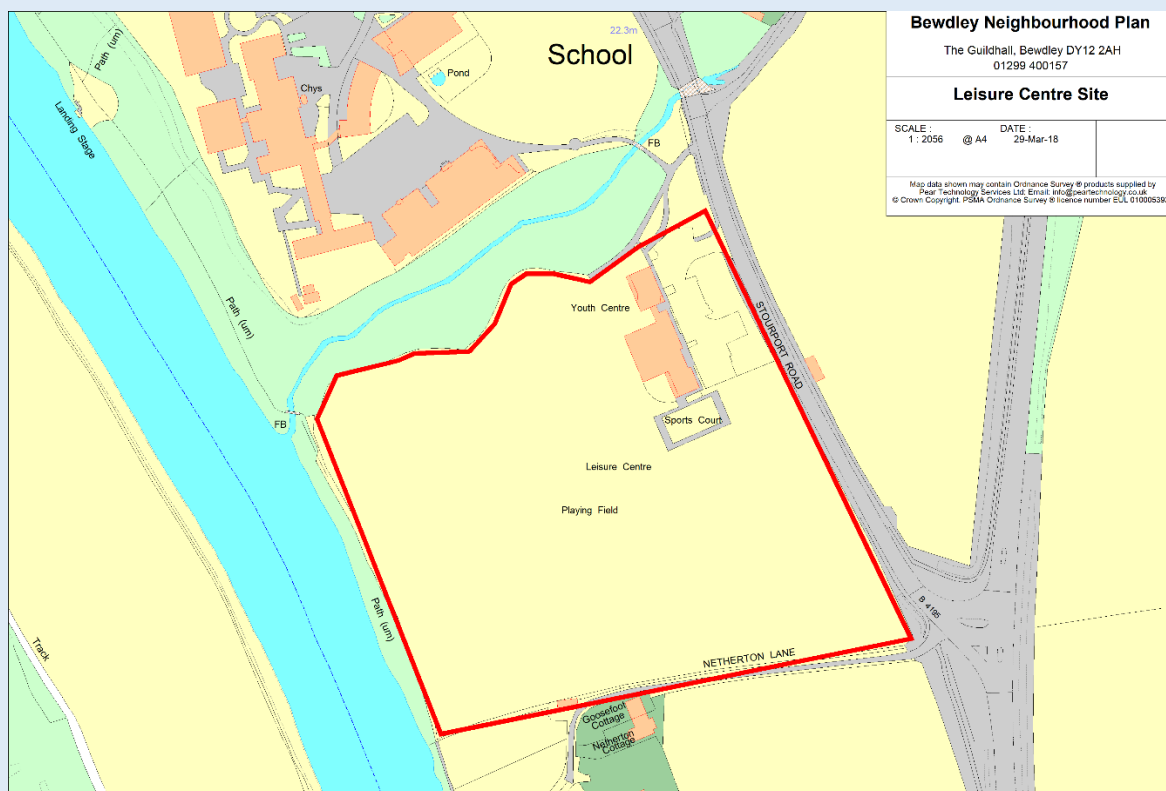 Bewdley Neighbourhood Plan
The Guildhall, Bewdley DY12 2AH
01299 400157
Leisure Centre Site
SCALE :
1 : 2056 @ A4
DATE :
29-Mar-18
Map data shown may contain Ordnance Survey ® products supplied by
Pear Technology Services Ltd; Email: info@peartechnology.co.uk
© Crown Copyright. PSMA Ordnance Survey ® licence number EUL 010005393
22.3m
School
Path (um)
Pond
Chys
Landing Stage
FB
Path (um)
Youth Centre
STOURPORT ROAD
Sports Court
FB
Leisure Centre
Playing Field
Path (um)
B 4195
Track
NETHERTON LANE
Goosefoot
Cottage
Netherton
Cottage